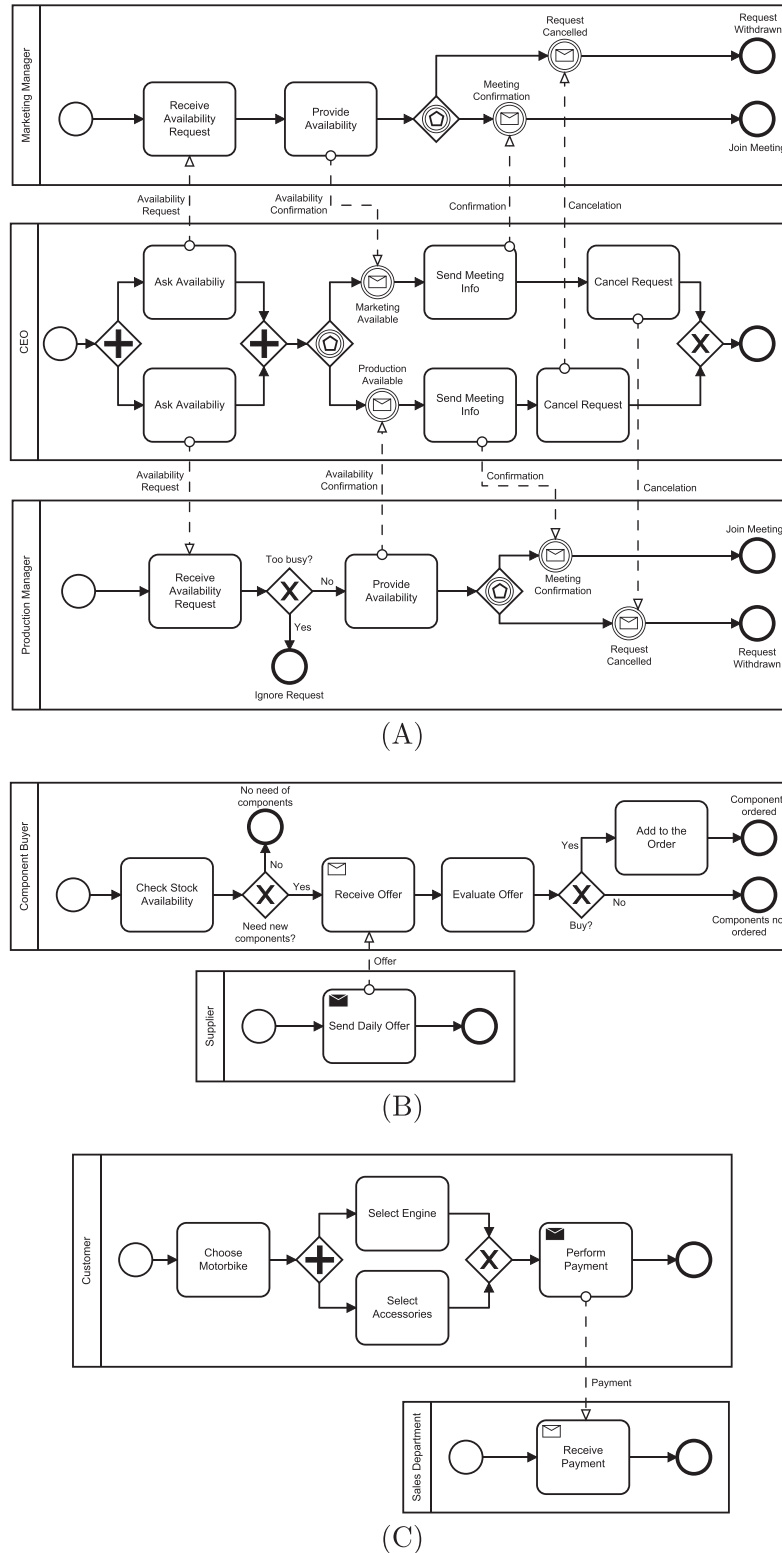 Marketing Manager
Request
Cancelled
Request
Withdrawn
Receive
Availability
Request
Provide
Availability
Meeting
Confirmation
Join Meeting
Availability
Request
Availability
Confirmation
Confirmation
Cancelation
CEO
Ask Availabiliy
Ask Availabiliy
Marketing
Available
Production
Available
Send Meeting
Info
Send Meeting
Info
Cancel Request
Cancel Request
Availability
Request
Availability
Confirmation
Confirmation
Cancelation
Production Manager
Receive
Availability
Request
Too busy?
No
Yes
Ignore Request
Provide
Availability
Meeting
Confirmation
Request
Cancelled
Join Meeting
Request
Withdrawn
(A)
Component Buyer
Check Stock
Availability
No need of
components
No
Yes
Need new
components?
Receive Offer
Evaluate Offer
Yes
No
Buy?
Add to the
Order
Component
ordered
Components no
ordered
Offer
Supplier
Send Daily Offer
(B)
Customer
Choose
Motorbike
Select Engine
Select
Accessories
Perform
Payment
Payment
Sales Department
Receive
Payment
(C)